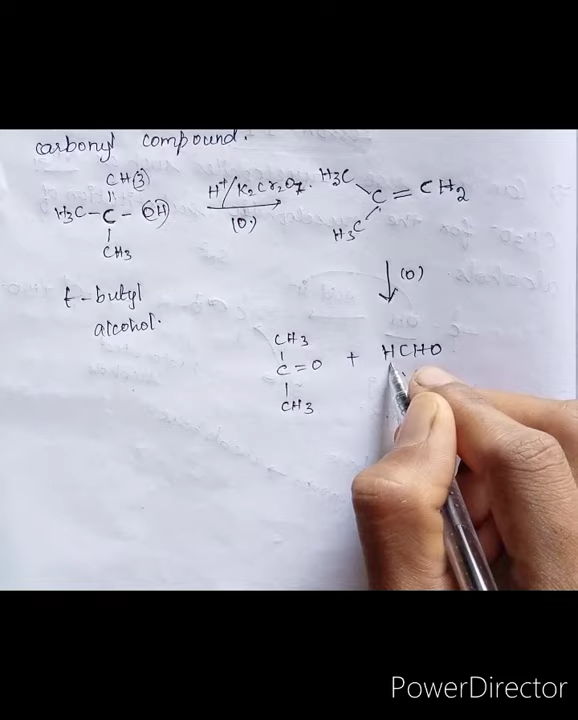 carbonyl compound.
CH3
H3C-C-OH
CH3
H+/K2Cr2O7.
(O)
H3C
C=CH2
H3C
(O)
t-butyl
alcohol.
CH3
C=O + HCHO
CH3
PowerDirector